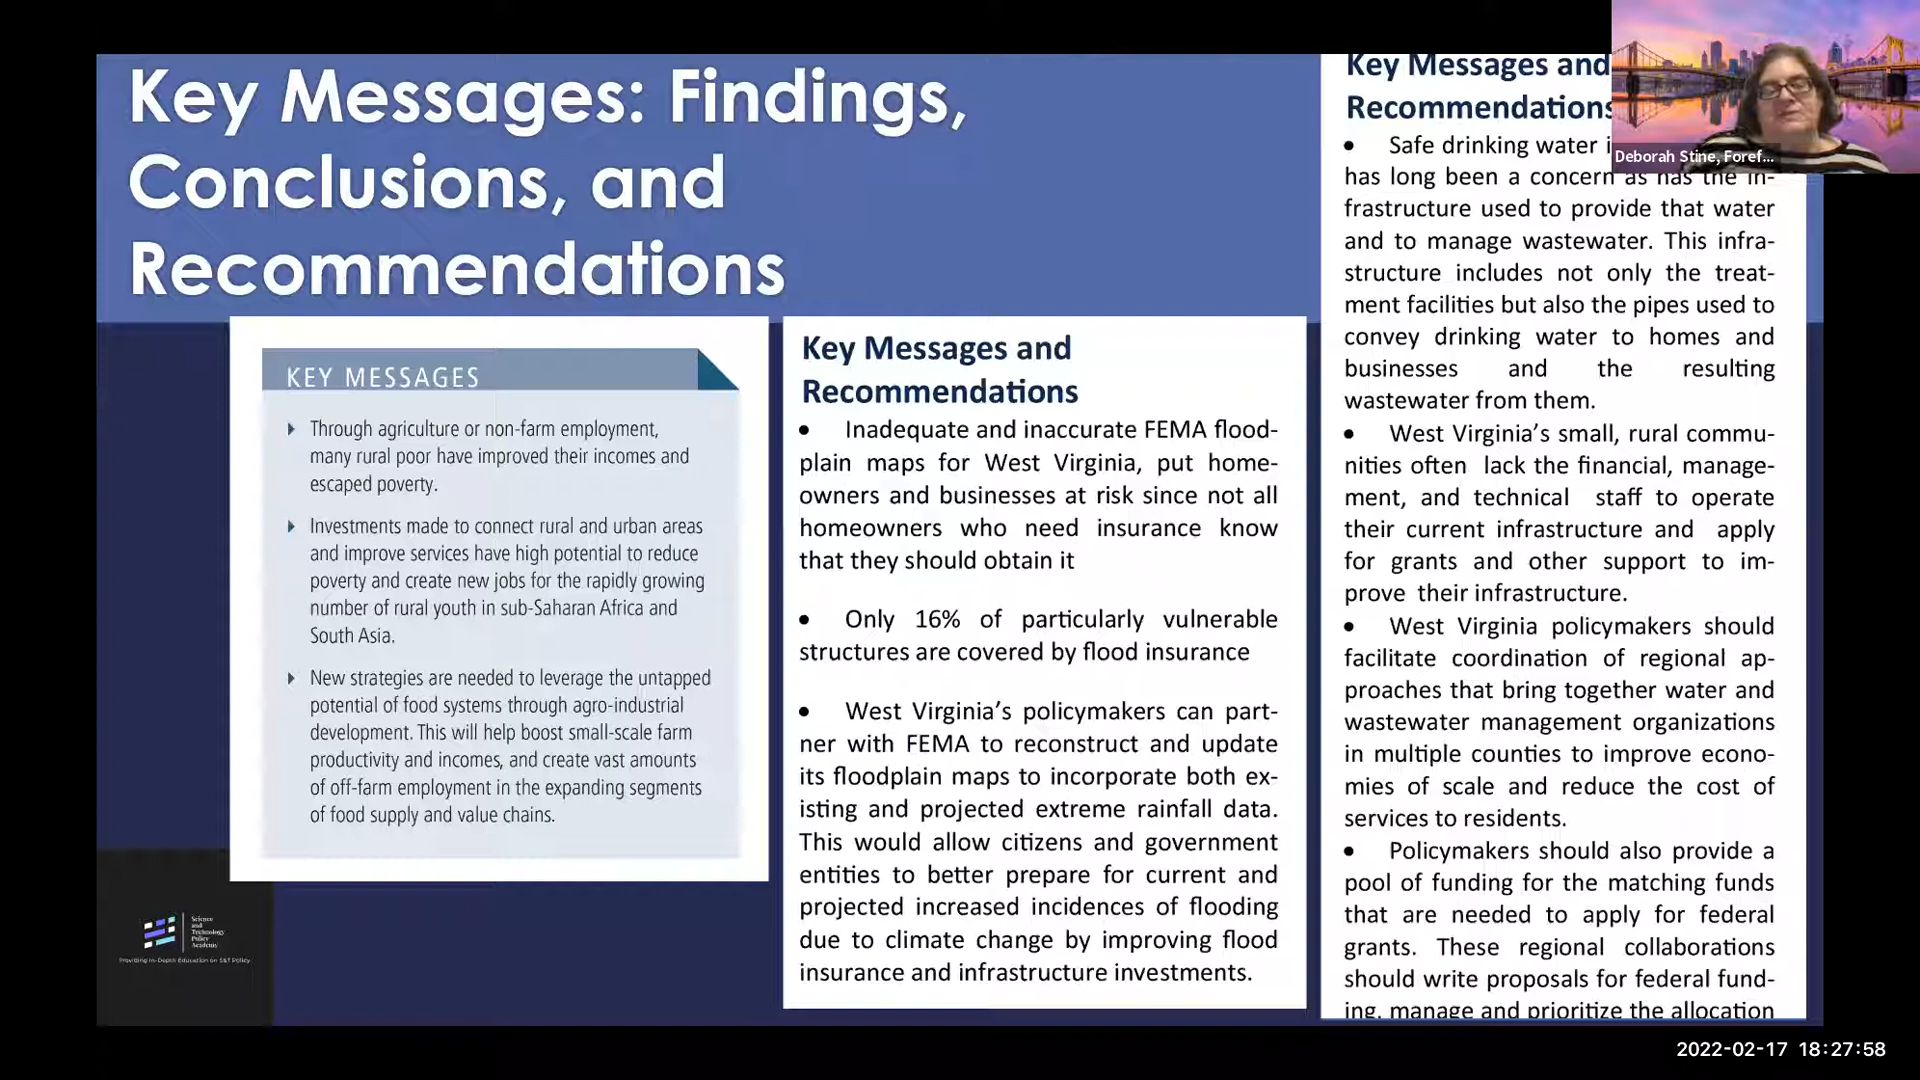 Key Messages: Findings,
Conclusions, and
Recommendations
KEY MESSAGES
Through agriculture or non-farm employment,
many rural poor have improved their incomes and
escaped poverty.
Investments made to connect rural and urban areas
and improve services have high potential to reduce
poverty and create new jobs for the rapidly growing
number of rural youth in sub-Saharan Africa and
South Asia.
New strategies are needed to leverage the untapped
potential of food systems through agro-industrial
development. This will help boost small-scale farm
productivity and incomes, and create vast amounts
of off-farm employment in the expanding segments
of food supply and value chains.
Science
and
Technology
Policy
Academy
Providing In-Depth Education on S&T Policy
Key Messages and
Recommendations
• Inadequate and inaccurate FEMA flood-
plain maps for West Virginia, put home-
owners and businesses at risk since not all
homeowners who need insurance know
that they should obtain it
• Only 16% of particularly vulnerable
structures are covered by flood insurance
• West Virginia's policymakers can part-
ner with FEMA to reconstruct and update
its floodplain maps to incorporate both ex-
isting and projected extreme rainfall data.
This would allow citizens and government
entities to better prepare for current and
projected increased incidences of flooding
due to climate change by improving flood
insurance and infrastructure investments.
Key Messages and
Recommendations
• Safe drinking water
has long been a concern as has the in-
frastructure used to provide that water
and to manage wastewater. This infra-
structure includes not only the treat-
ment facilities but also the pipes used to
convey drinking water to homes and
businesses and the resulting
wastewater from them.
• West Virginia's small, rural commu-
nities often lack the financial, manage-
ment, and technical staff to operate
their current infrastructure and apply
for grants and other support to im-
prove their infrastructure.
• West Virginia policymakers should
facilitate coordination of regional ap-
proaches that bring together water and
wastewater management organizations
in multiple counties to improve econo-
mies of scale and reduce the cost of
services to residents.
• Policymakers should also provide a
pool of funding for the matching funds
that are needed to apply for federal
grants. These regional collaborations
should write proposals for federal fund-
ing, manage and prioritize the allocation
Deborah Stine, Foref...
2022-02-17 18:27:58